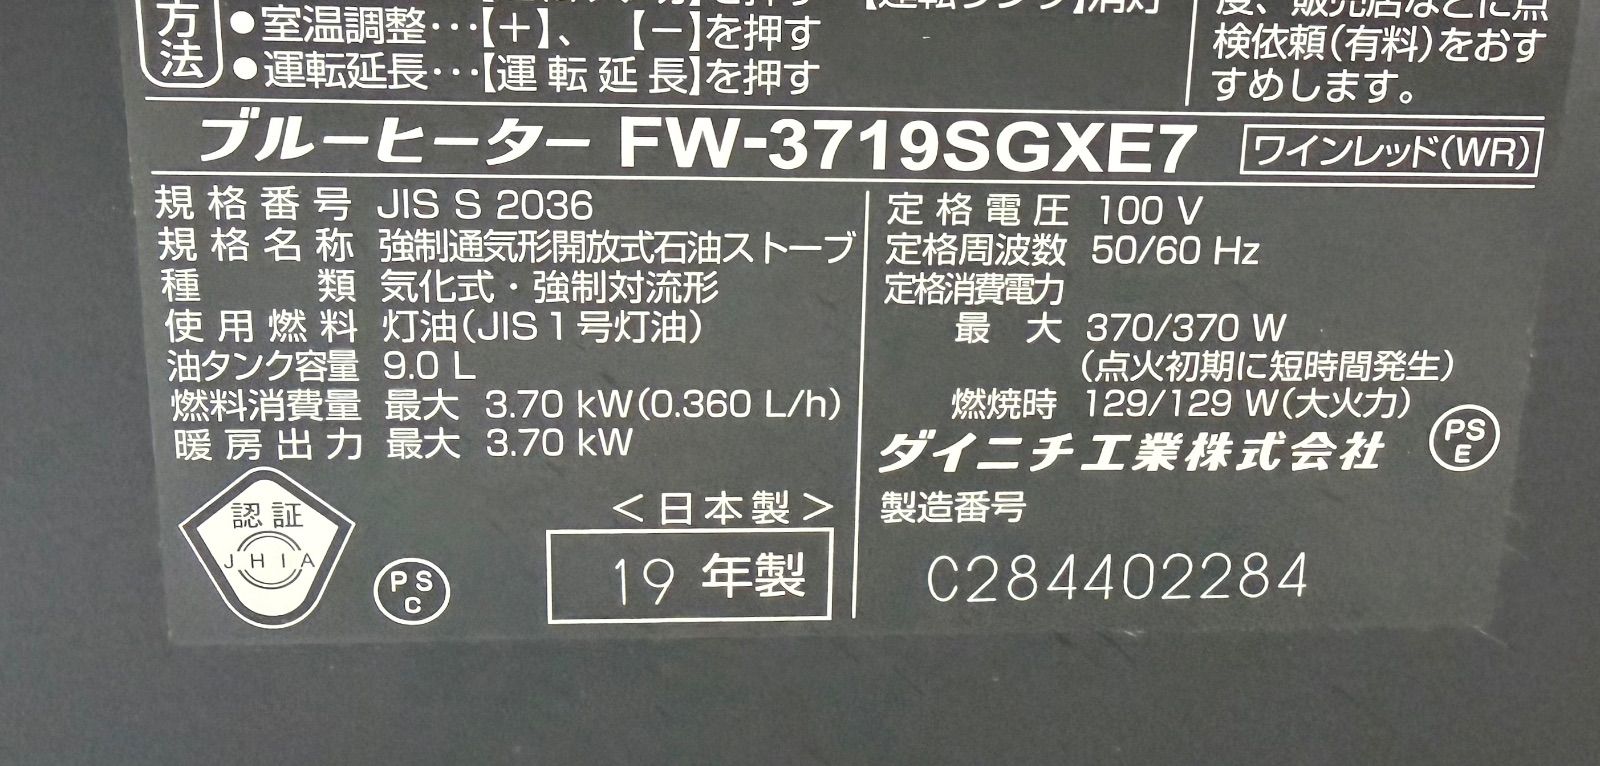 方法
●室温調整･･･【＋】、【－】を押す
●運転延長･･･【運転延長】を押す
検依頼(有料)をおす
すめします。
ブルーヒーター FW-3719SGXE7 ワインレッド(WR)
規格番号 JIS S 2036
規格名称 強制通気形開放式石油ストーブ
種類 気化式・強制対流形
使用燃料 灯油(JIS 1号灯油)
油タンク容量 9.0 L
燃料消費量 最大 3.70 kW(0.360 L/h)
暖房出力 最大 3.70 kW
認証
JHIA
PS
C
<日本製>
19年製
定格電圧 100 V
定格周波数 50/60 Hz
定格消費電力
最大 370/370 W
(点火初期に短時間発生)
燃焼時 129/129 W(大火力)
ダイニチ工業株式会社
PS
E
製造番号
C284402284